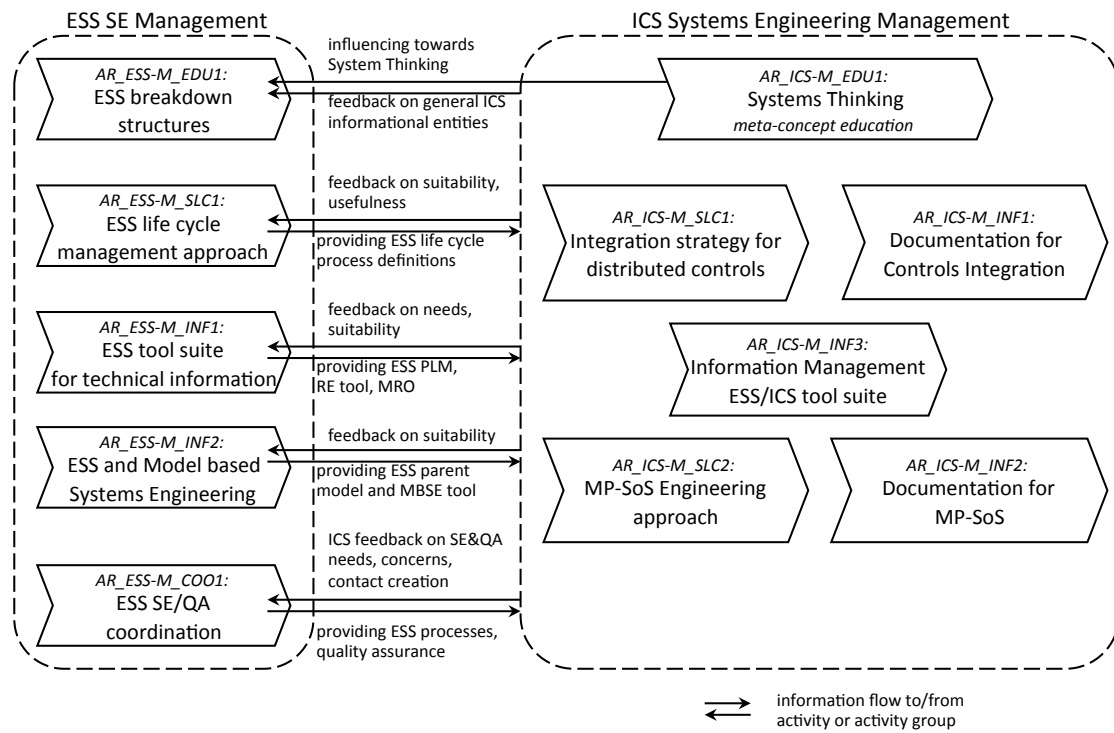 ESS SE Management
ICS Systems Engineering Management
AR_ESS-M_EDU1:
ESS breakdown
structures
influencing towards
System Thinking
feedback on general ICS
informational entities
AR_ICS-M_EDU1:
Systems Thinking
meta-concept education
AR_ESS-M_SLC1:
ESS life cycle
management approach
feedback on suitability,
usefulness
providing ESS life cycle
process definitions
AR_ICS-M_SLC1:
Integration strategy for
distributed controls
AR_ICS-M_INF1:
Documentation for
Controls Integration
AR_ESS-M_INF1:
ESS tool suite
for technical information
feedback on needs,
suitability
providing ESS PLM,
RE tool, MRO
AR_ICS-M_INF3:
Information Management
ESS/ICS tool suite
AR_ESS-M_INF2:
ESS and Model based
Systems Engineering
feedback on suitability
providing ESS parent
model and MBSE tool
AR_ICS-M_SLC2:
MP-SoS Engineering
approach
AR_ICS-M_INF2:
Documentation for
MP-SoS
AR_ESS-M_COO1:
ESS SE/QA
coordination
ICS feedback on SE&QA
needs, concerns,
contact creation
providing ESS processes,
quality assurance
information flow to/from
activity or activity group